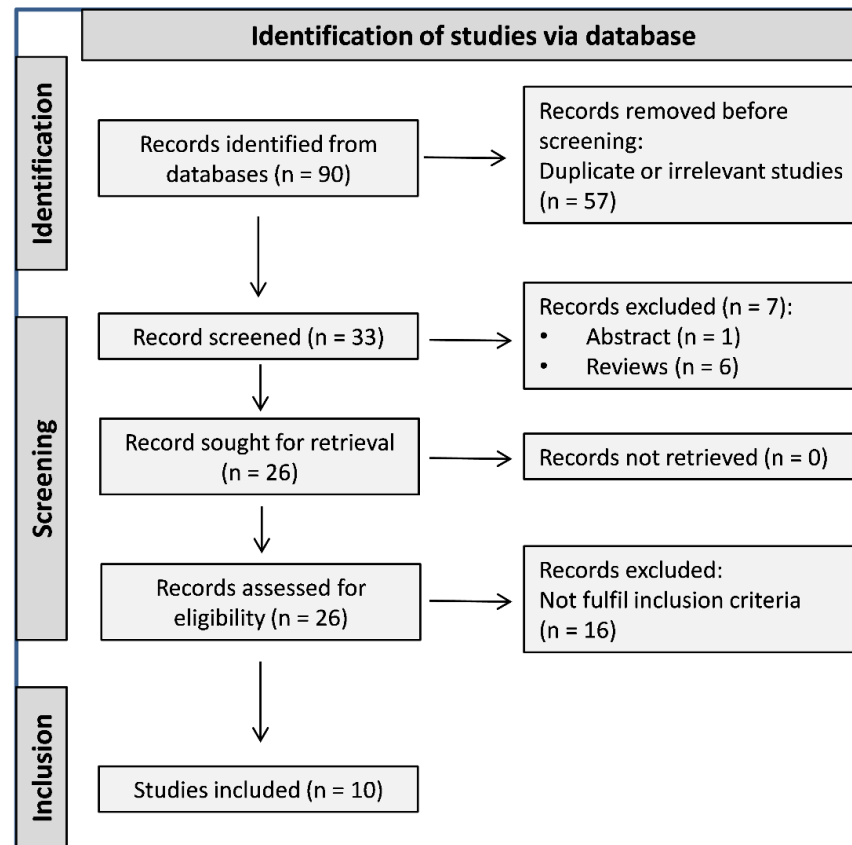 Identification of studies via database
Identification
Records identified from
databases (n = 90)
Records removed before
screening:
Duplicate or irrelevant studies
(n = 57)
Screening
Record screened (n = 33)
Records excluded (n = 7):
• Abstract (n = 1)
• Reviews (n = 6)
Record sought for retrieval
(n = 26)
Records not retrieved (n = 0)
Records assessed for
eligibility (n = 26)
Records excluded:
Not fulfil inclusion criteria
(n = 16)
Inclusion
Studies included (n = 10)